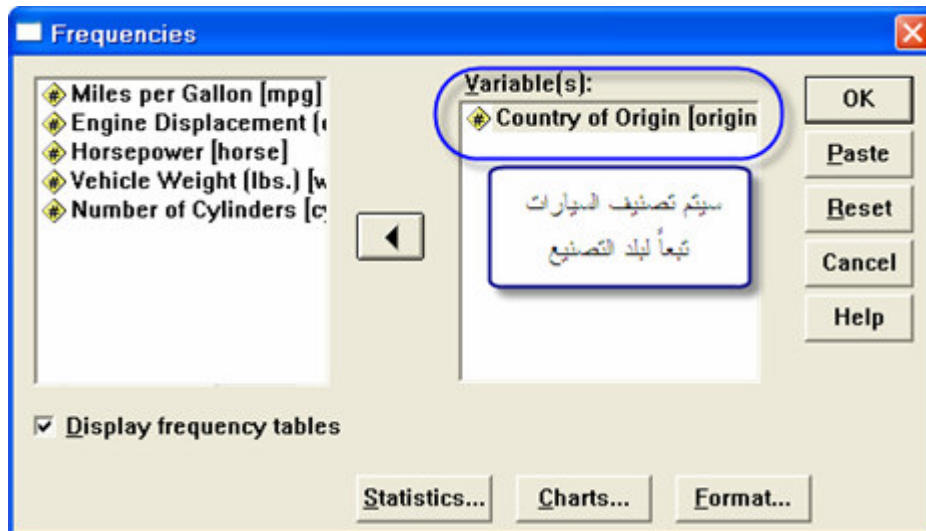 Frequencies
Miles per Gallon [mpg]
Engine Displacement (
Horsepower [horse]
Vehicle Weight (lbs.) [w
Number of Cylinders [c
Variable(s):
Country of Origin [origin
سيتم تصنيف السيارات
تبعاً لبلد التصنيع
OK
Paste
Reset
Cancel
Help
Display frequency tables
Statistics...
Charts...
Format...